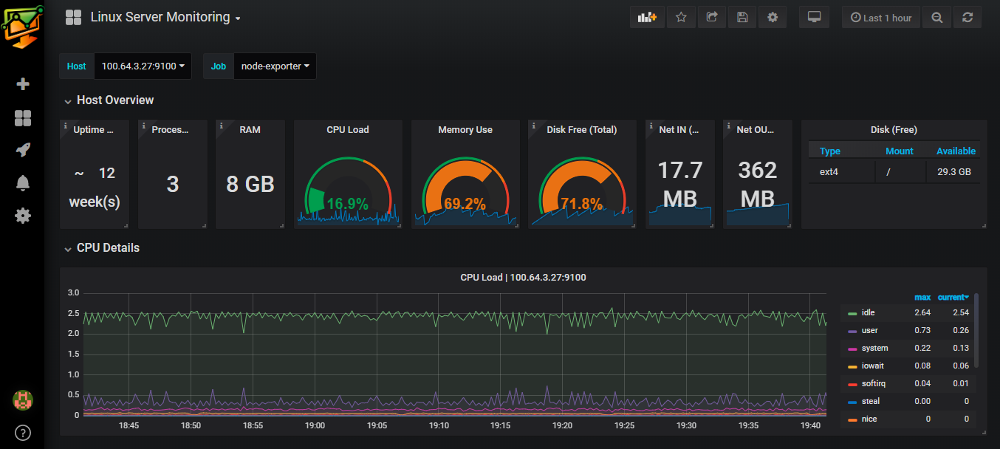 Linux Server Monitoring
Last 1 hour
Host 100.64.3.27:9100 Job node-exporter
Host Overview
Uptime ...
~ 12
week(s)
Proces...
3
RAM
8 GB
CPU Load
16.9%
Memory Use
69.2%
Disk Free (Total)
71.8%
Net IN (...
17.7
MB
Net OU...
362
MB
Disk (Free)
Type Mount Available
ext4 / 29.3 GB
CPU Details
CPU Load | 100.64.3.27:9100
3.0
2.5
2.0
1.5
1.0
0.5
0
18:45 18:50 18:55 19:00 19:05 19:10 19:15 19:20 19:25 19:30 19:35 19:40
max current
idle 2.64 2.54
user 0.73 0.26
system 0.22 0.13
iowait 0.08 0.06
softirq 0.04 0.01
steal 0.00 0
nice 0 0
?